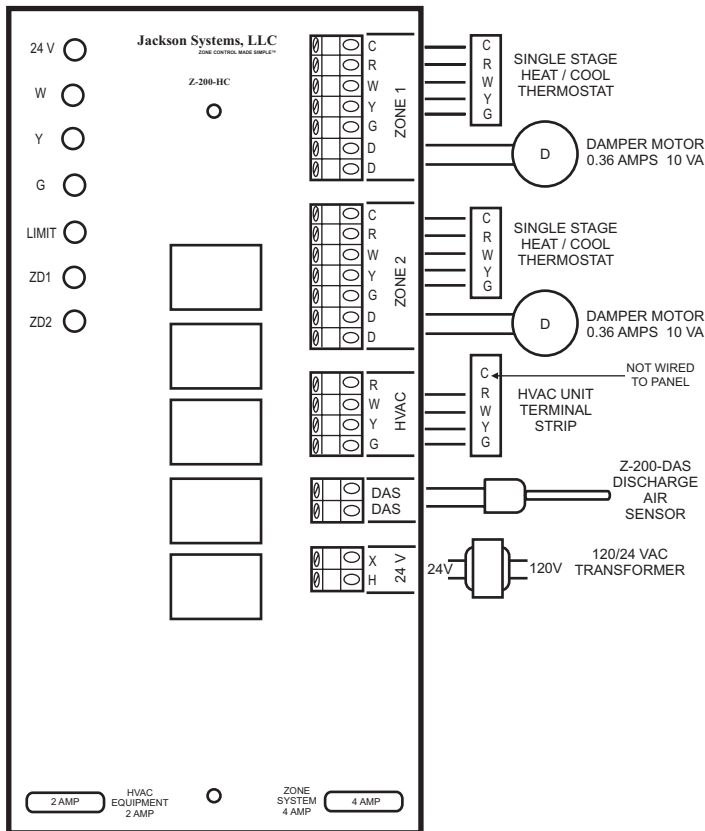 Jackson Systems, LLC
ZONE CONTROL MADE SIMPLE™
Z-200-HC
24 V
W
Y
G
LIMIT
ZD1
ZD2
C
R
W
Y
G
D
D
ZONE 1
C
R
W
Y
G
SINGLE STAGE
HEAT / COOL
THERMOSTAT
D
DAMPER MOTOR
0.36 AMPS 10 VA
C
R
W
Y
G
D
D
ZONE 2
C
R
W
Y
G
SINGLE STAGE
HEAT / COOL
THERMOSTAT
D
DAMPER MOTOR
0.36 AMPS 10 VA
R
W
Y
G
HVAC
C
R
W
Y
G
NOT WIRED
TO PANEL
HVAC UNIT
TERMINAL
STRIP
DAS
DAS
Z-200-DAS
DISCHARGE
AIR
SENSOR
X
H
24 V
24V
120V
120/24 VAC
TRANSFORMER
2 AMP
HVAC
EQUIPMENT
2 AMP
ZONE
SYSTEM
4 AMP
4 AMP